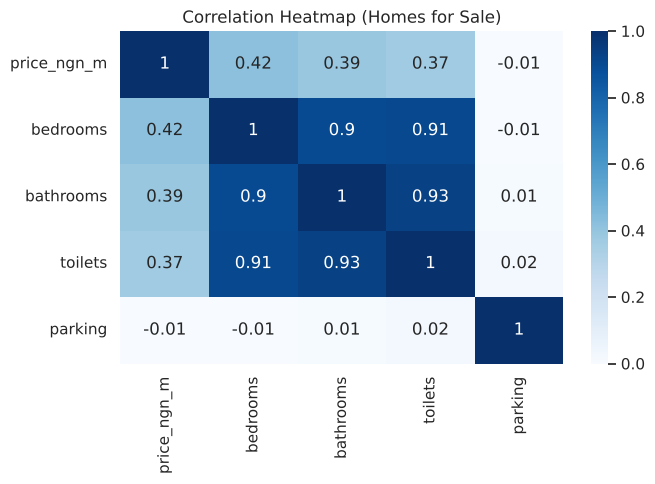 Correlation Heatmap (Homes for Sale)
price_ngn_m 1 0.42 0.39 0.37 -0.01
bedrooms 0.42 1 0.9 0.91 -0.01
bathrooms 0.39 0.9 1 0.93 0.01
toilets 0.37 0.91 0.93 1 0.02
parking -0.01 -0.01 0.01 0.02 1
price_ngn_m
bedrooms
bathrooms
toilets
parking
1.0
0.8
0.6
0.4
0.2
0.0